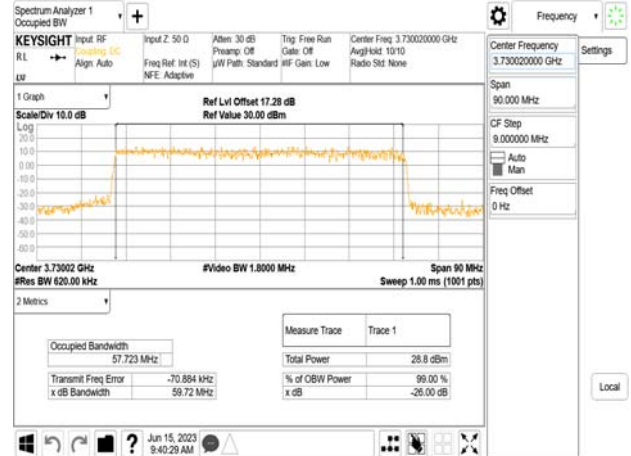 Spectrum Analyzer 1
Occupied BW
+
Frequency
KEYSIGHT
RL
LV
Input: RF
Coupling: DC
Align: Auto
Input Z: 50 Ω
Freq Ref: Int (S)
NFE: Adaptive
Atten: 30 dB
Preamp: Off
µW Path: Standard
Trig: Free Run
Gate: Off
#IF Gain: Low
Center Freq: 3.730020000 GHz
Avg|Hold: 10/10
Radio Std: None
Center Frequency
3.730020000 GHz
Settings
Span
90.000 MHz
CF Step
9.000000 MHz
Auto
Man
Freq Offset
0 Hz
Local
1 Graph
Scale/Div 10.0 dB
Ref Lvl Offset 17.28 dB
Ref Value 30.00 dBm
Log
20.0
10.0
0.00
-10.0
-20.0
-30.0
-40.0
-50.0
-60.0
Center 3.73002 GHz
#Video BW 1.8000 MHz
Span 90 MHz
#Res BW 620.00 kHz
Sweep 1.00 ms (1001 pts)
2 Metrics
Measure Trace Trace 1
Occupied Bandwidth
57.723 MHz
Total Power 28.8 dBm
Transmit Freq Error -70.884 kHz
% of OBW Power 99.00 %
x dB Bandwidth 59.72 MHz
x dB -26.00 dB
?
Jun 15, 2023
9:40:29 AM